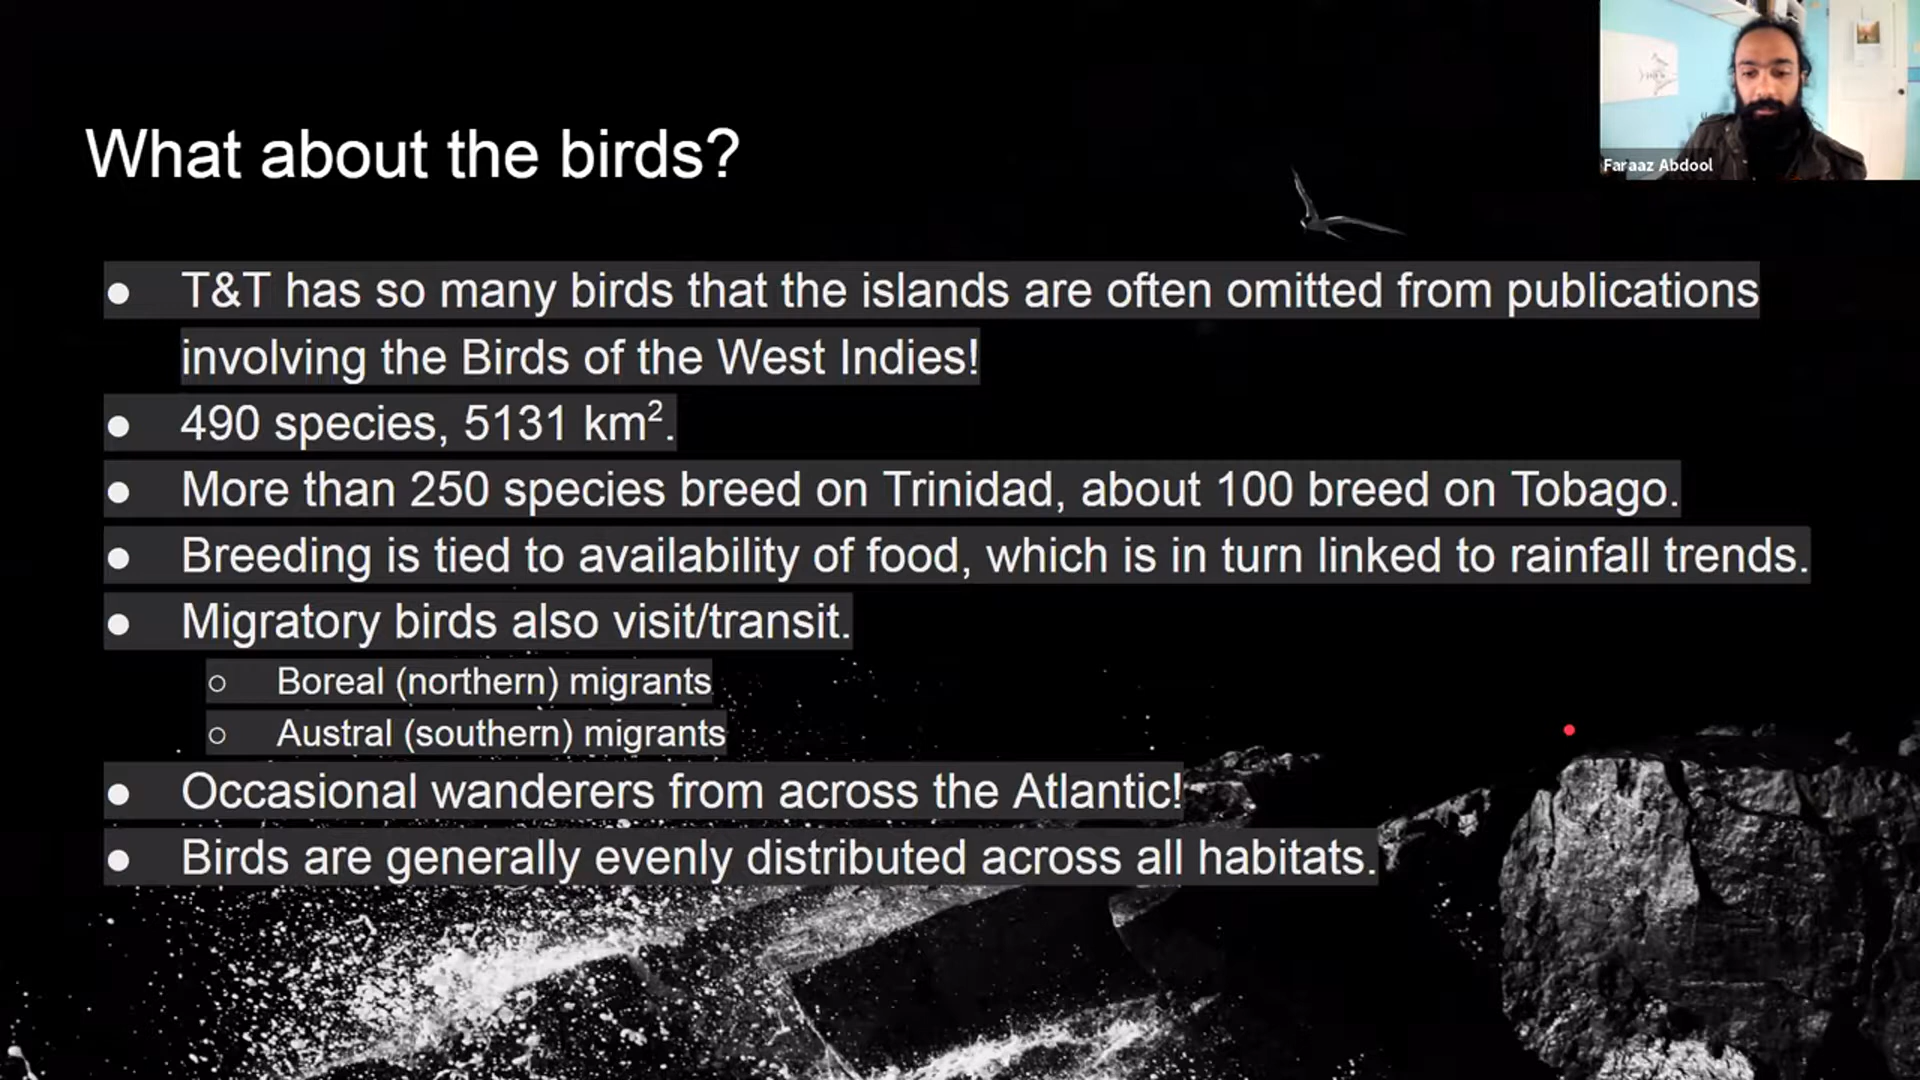 Faraaz Abdool
What about the birds?
● T&T has so many birds that the islands are often omitted from publications
involving the Birds of the West Indies!
● 490 species, 5131 km².
● More than 250 species breed on Trinidad, about 100 breed on Tobago.
● Breeding is tied to availability of food, which is in turn linked to rainfall trends.
● Migratory birds also visit/transit.
○ Boreal (northern) migrants
○ Austral (southern) migrants
● Occasional wanderers from across the Atlantic!
● Birds are generally evenly distributed across all habitats.